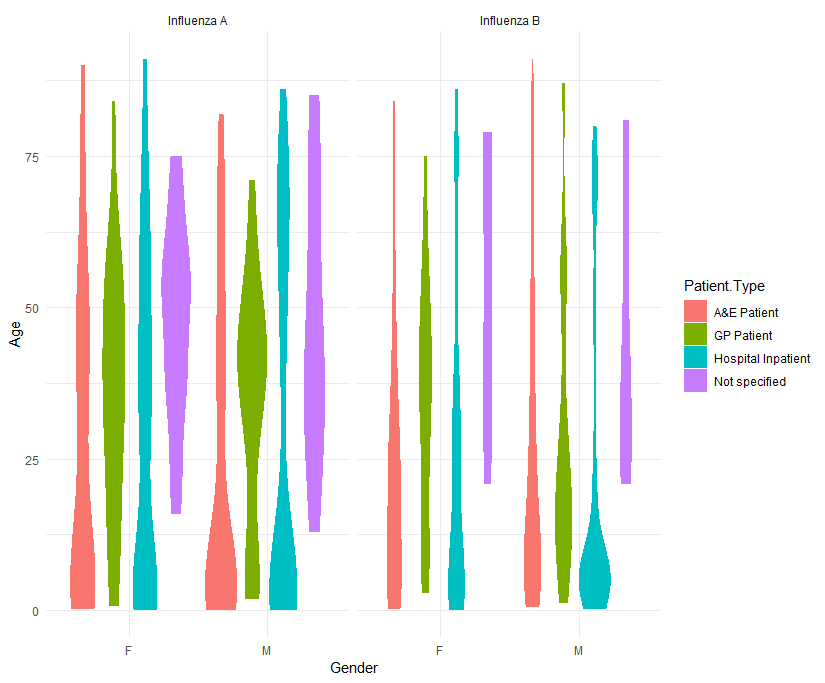 Influenza A
Influenza B
75
50
25
0
Age
F
M
F
M
Gender
Patient.Type
A&E Patient
GP Patient
Hospital Inpatient
Not specified